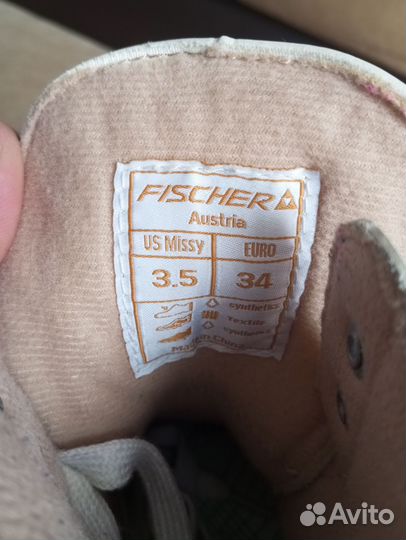 FISCHER
Austria
US Missy EURO
3.5 34
synthetics
Textile
synthetics
Made in China
Avito